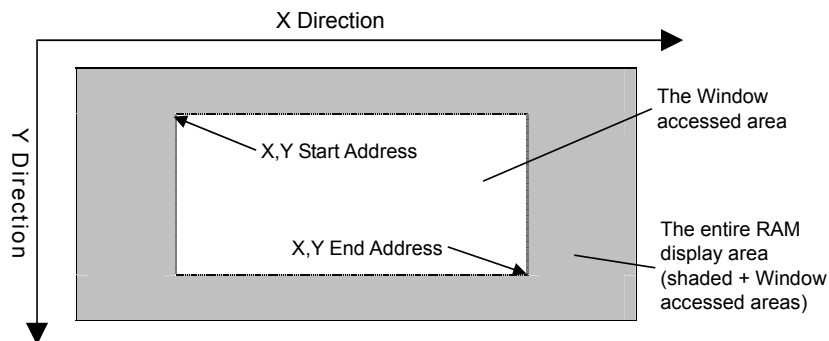 X Direction
Y Direction
The Window
accessed area
X,Y Start Address
X,Y End Address
The entire RAM
display area
(shaded + Window
accessed areas)